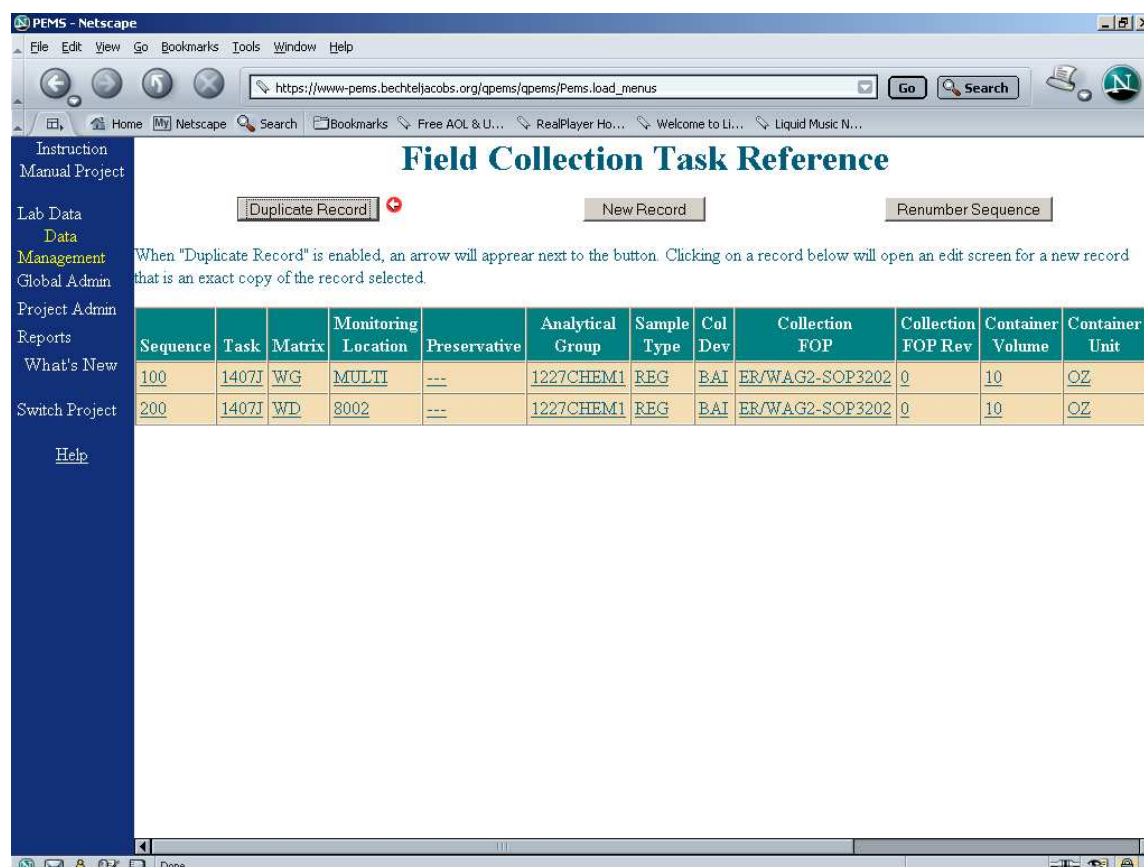 PEMS - Netscape
File Edit View Go Bookmarks Tools Window Help
https://www-pems.bechteljacobs.org/qpems/qpems/Pems.load_menus Go Search N
Home My Netscape Search Bookmarks Free AOL & U... RealPlayer Ho... Welcome to Li... Liquid Music N...
Instruction
Manual Project
Lab Data
Data
Management
Global Admin
Project Admin
Reports
What's New
Switch Project
Help
Field Collection Task Reference
Duplicate Record New Record Renumber Sequence
When "Duplicate Record" is enabled, an arrow will apprear next to the button. Clicking on a record below will open an edit screen for a new record
that is an exact copy of the record selected.
Sequence Task Matrix Monitoring Location Preservative Analytical Group Sample Type Col Dev Collection FOP Collection FOP Rev Container Volume Container Unit
100 1407J WG MULTI --- 1227CHEM1 REG BAI ER/WAG2-SOP3202 0 10 OZ
200 1407J WD 8002 --- 1227CHEM1 REG BAI ER/WAG2-SOP3202 0 10 OZ
Done